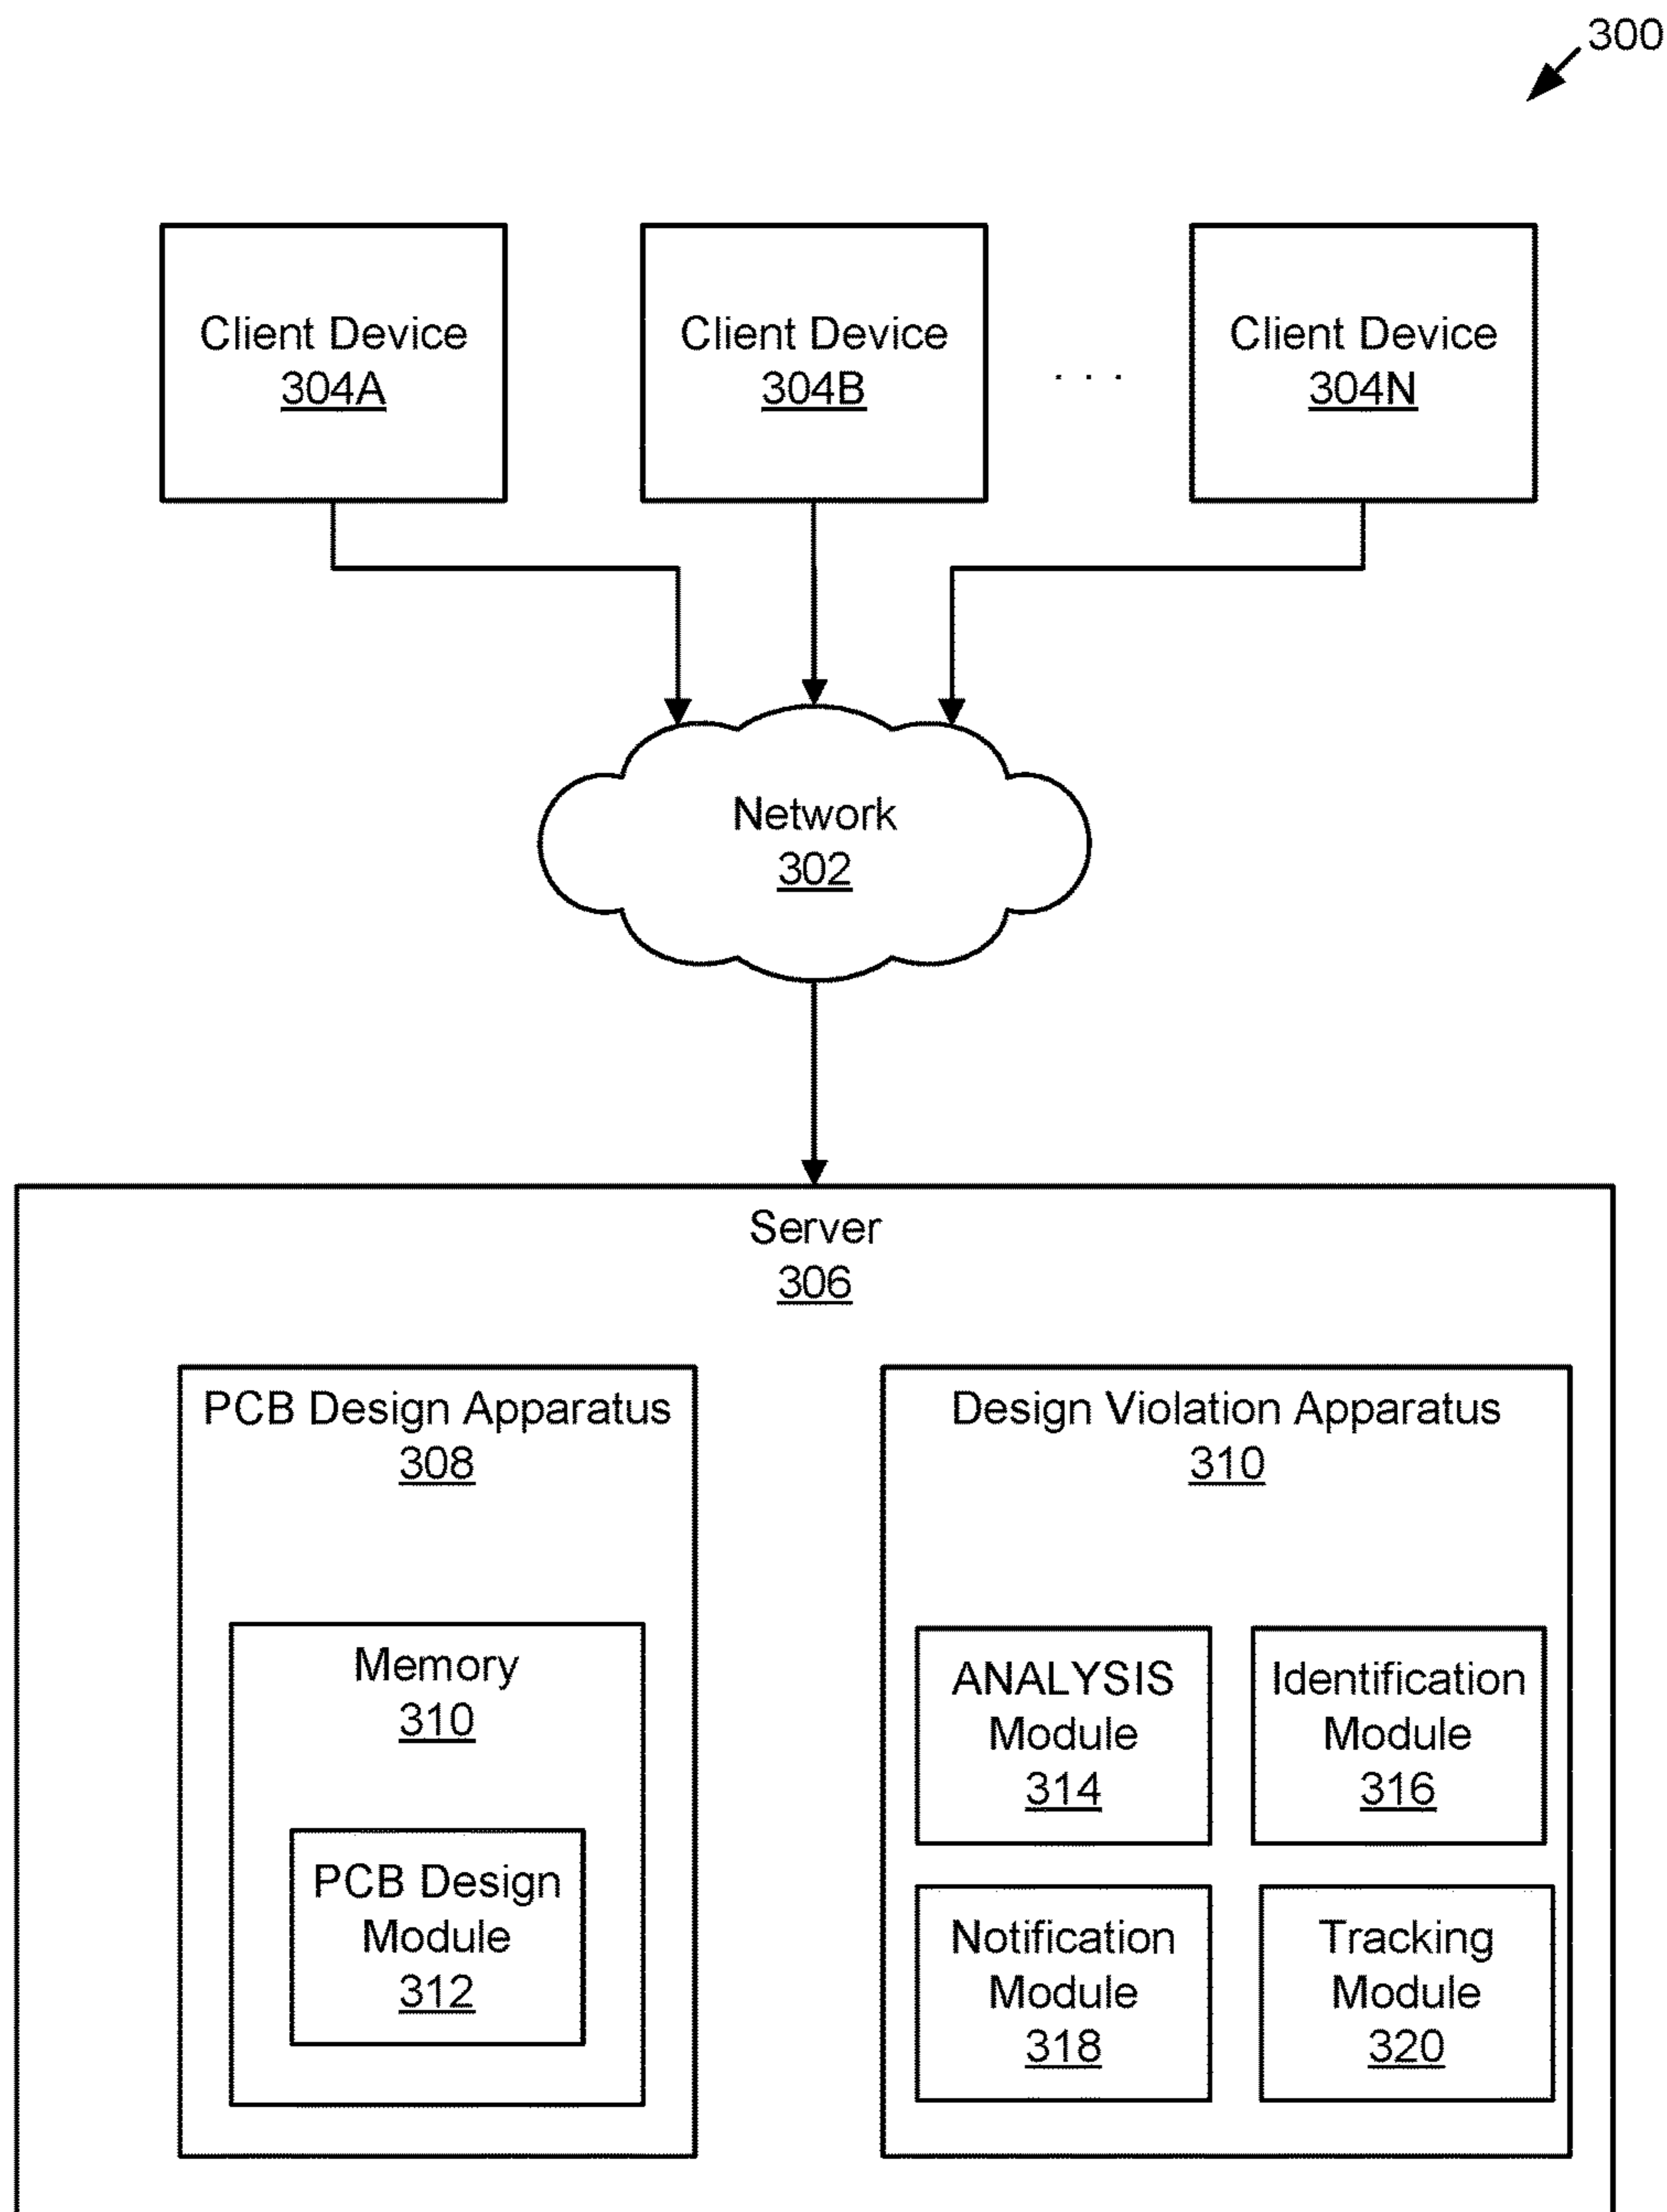 300
Client Device
304A
Client Device
304B
. . .
Client Device
304N
Network
302
Server
306
PCB Design Apparatus
308
Memory
310
PCB Design
Module
312
Design Violation Apparatus
310
ANALYSIS
Module
314
Identification
Module
316
Notification
Module
318
Tracking
Module
320